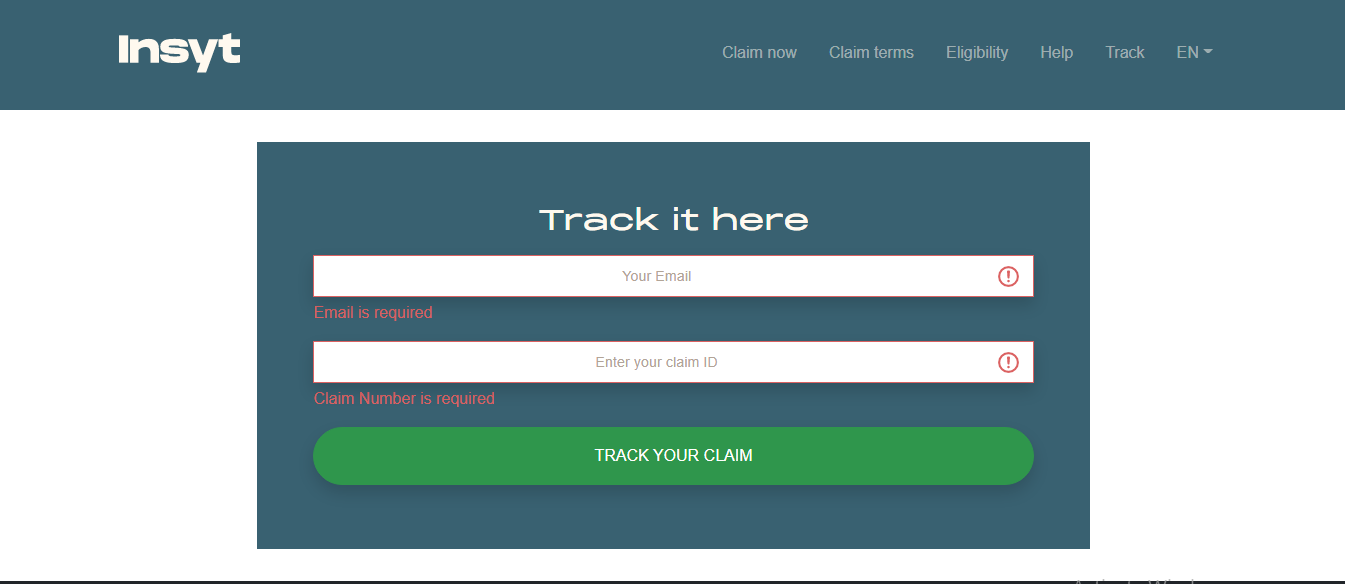 Insyt
Claim now Claim terms Eligibility Help Track EN
Track it here
Your Email
Email is required
Enter your claim ID
Claim Number is required
TRACK YOUR CLAIM